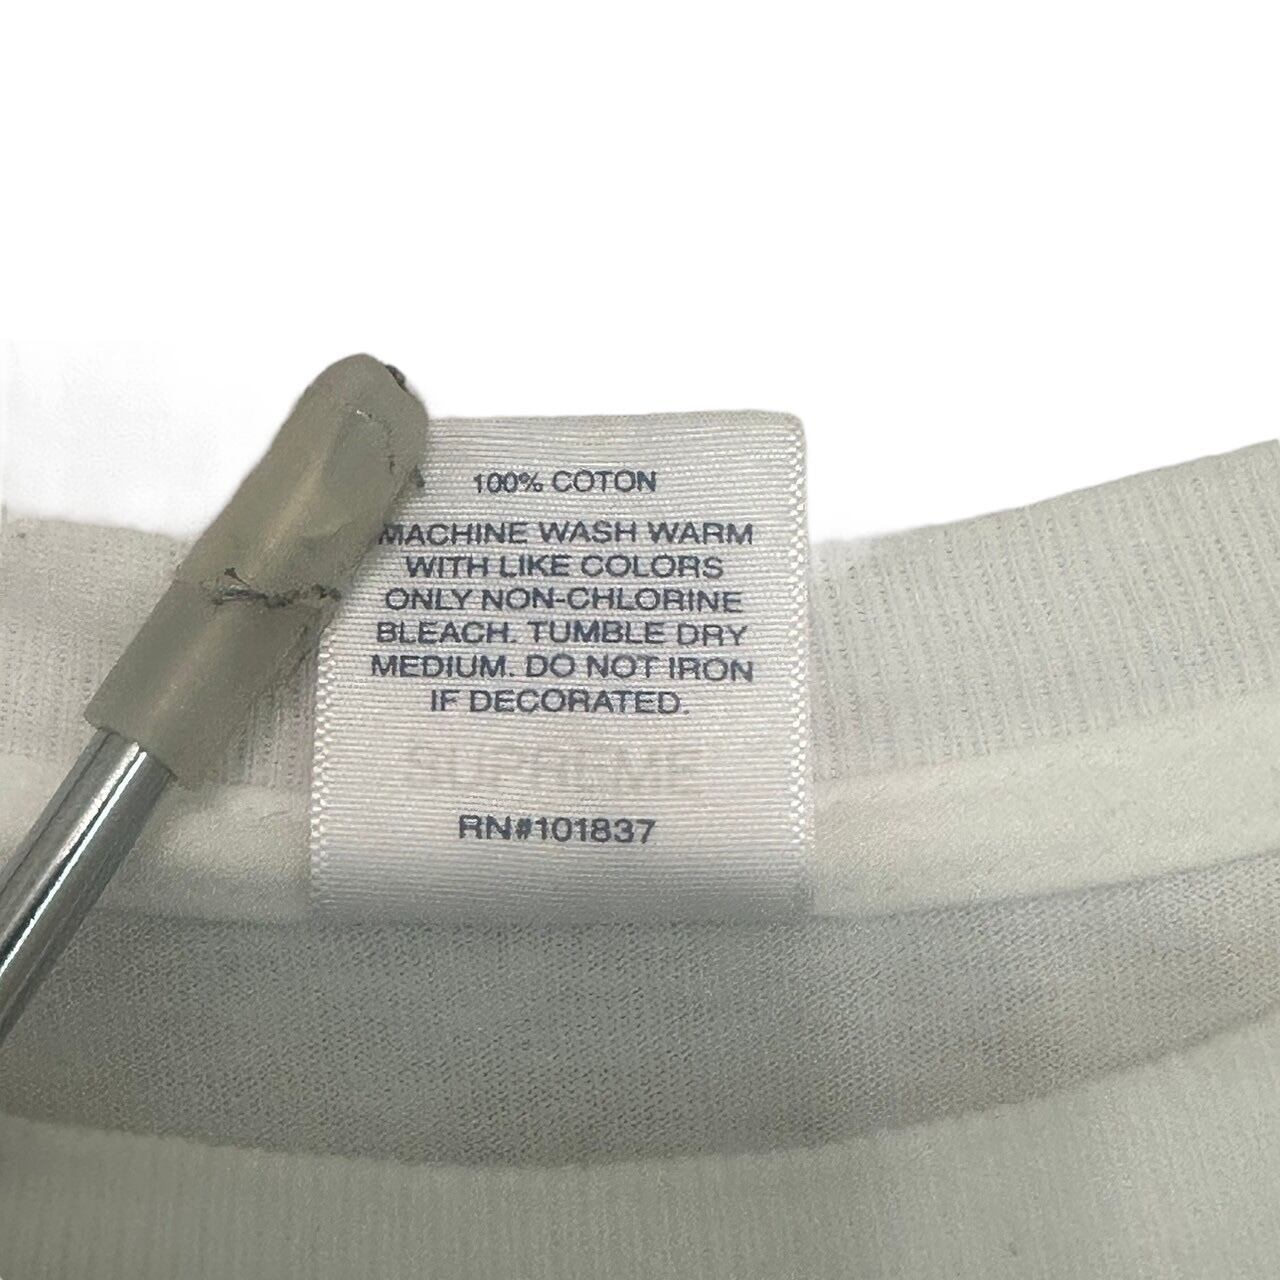 100% COTON
MACHINE WASH WARM
WITH LIKE COLORS
ONLY NON-CHLORINE
BLEACH. TUMBLE DRY
MEDIUM. DO NOT IRON
IF DECORATED.
SUPREME
RN#101837